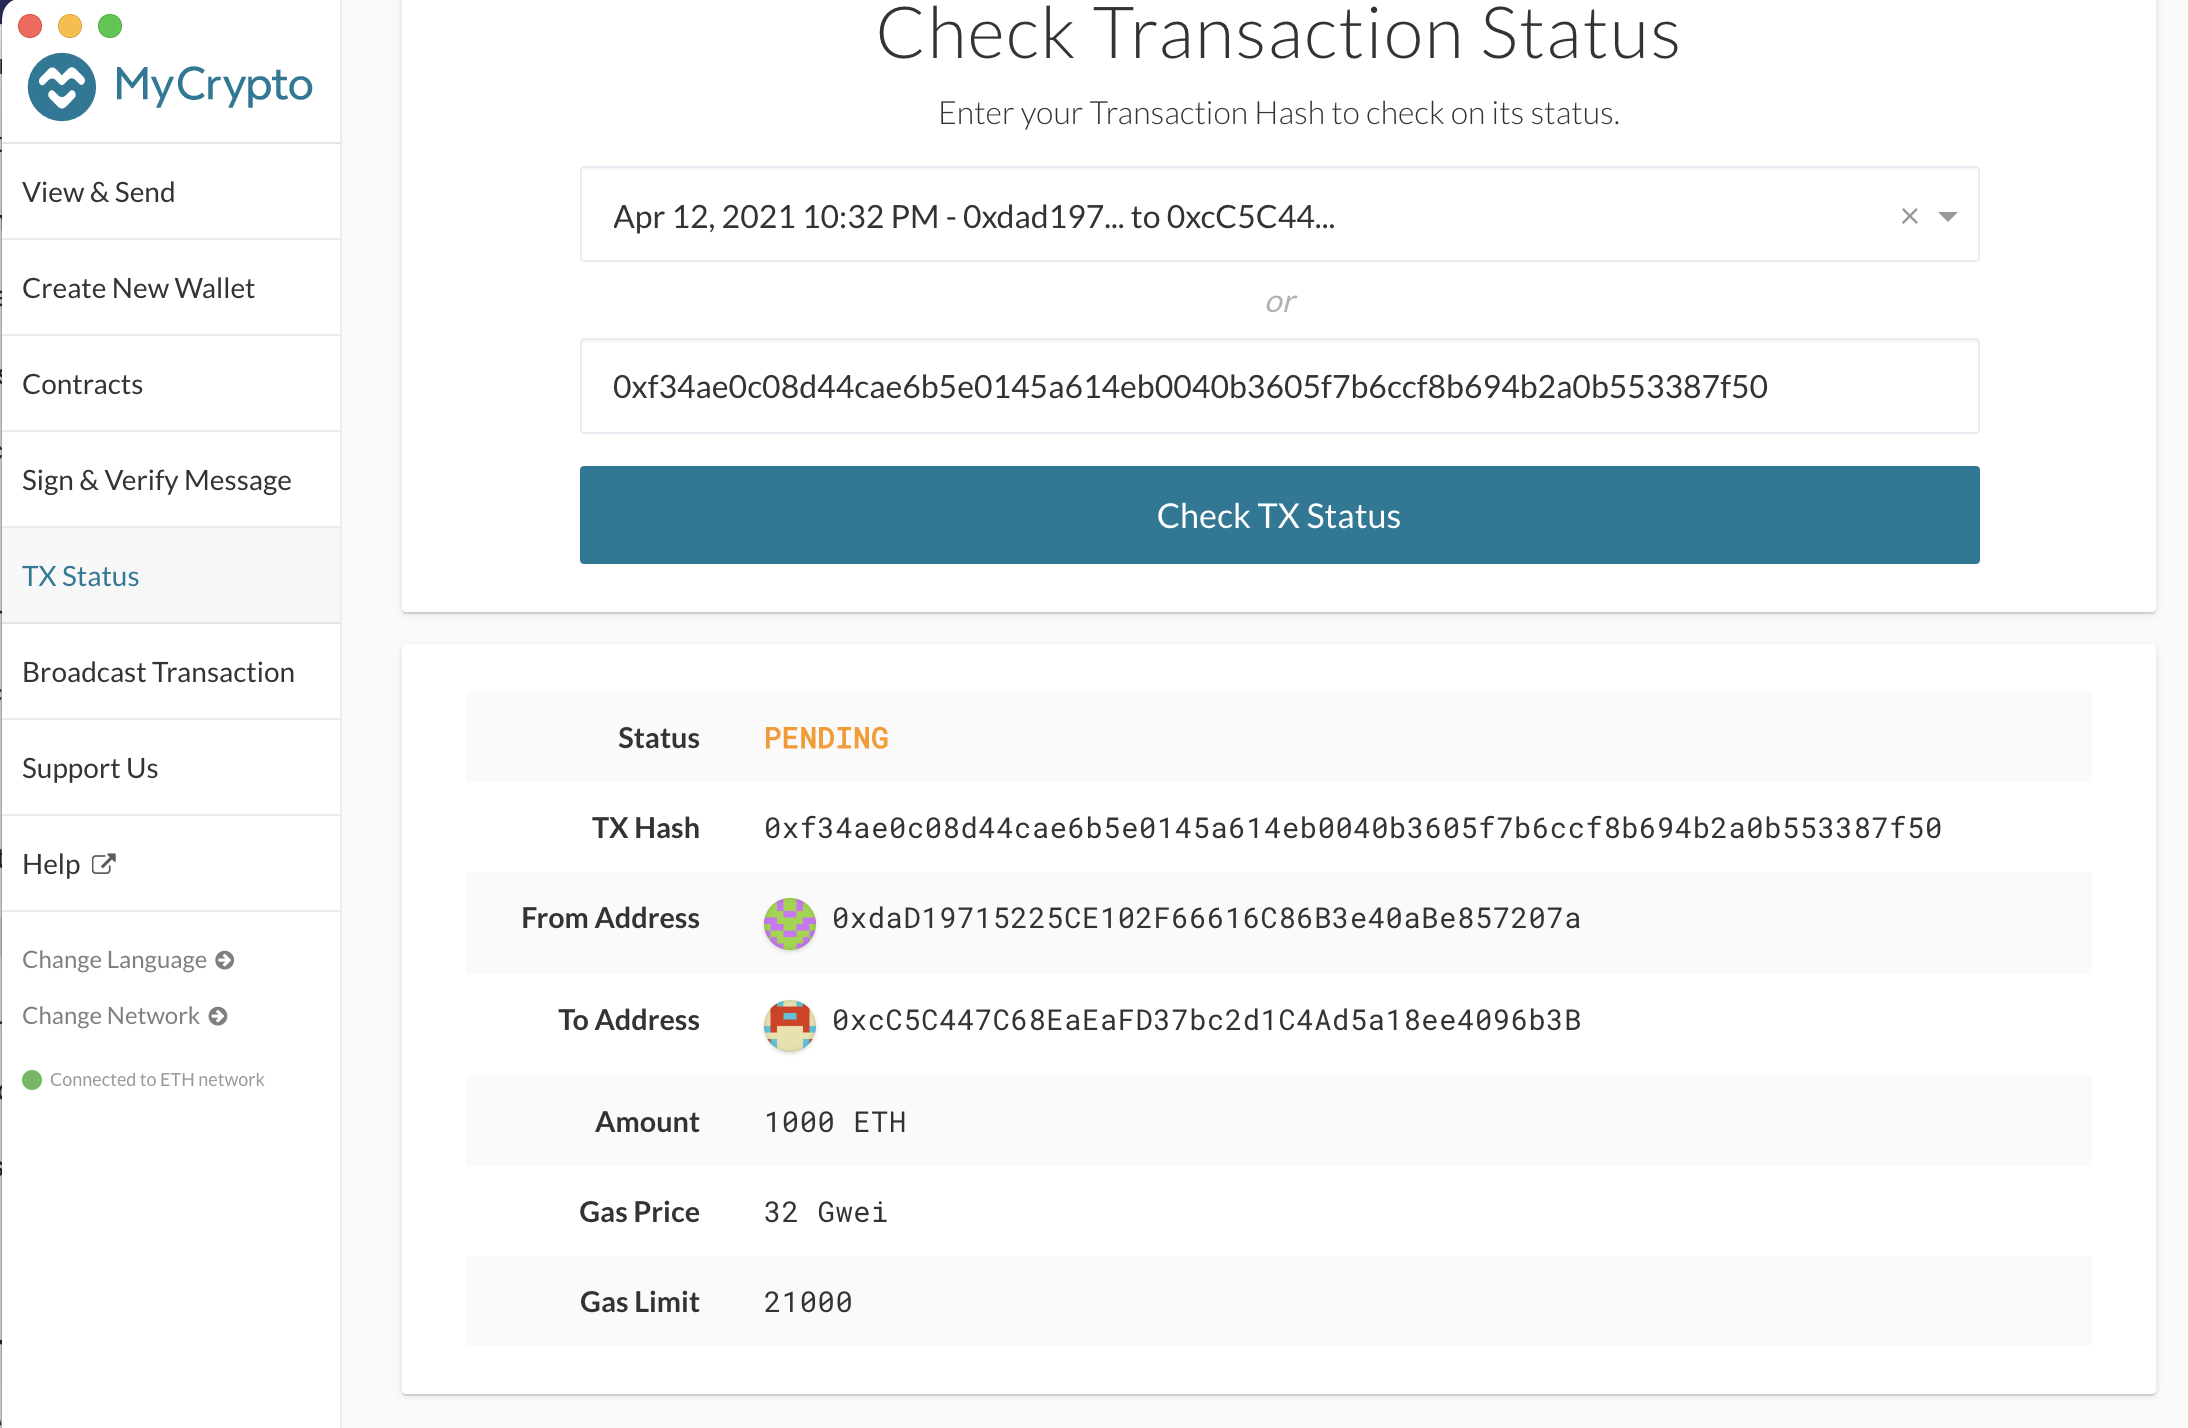 MyCrypto
View & Send
Create New Wallet
Contracts
Sign & Verify Message
TX Status
Broadcast Transaction
Support Us
Help
Change Language
Change Network
Connected to ETH network
Check Transaction Status
Enter your Transaction Hash to check on its status.
Apr 12, 2021 10:32 PM - 0xdad197... to 0xcC5C44...
or
0xf34ae0c08d44cae6b5e0145a614eb0040b3605f7b6ccf8b694b2a0b553387f50
Check TX Status
Status PENDING
TX Hash 0xf34ae0c08d44cae6b5e0145a614eb0040b3605f7b6ccf8b694b2a0b553387f50
From Address 0xdaD19715225CE102F66616C86B3e40aBe857207a
To Address 0xcC5C447C68EaEaFD37bc2d1C4Ad5a18ee4096b3B
Amount 1000 ETH
Gas Price 32 Gwei
Gas Limit 21000